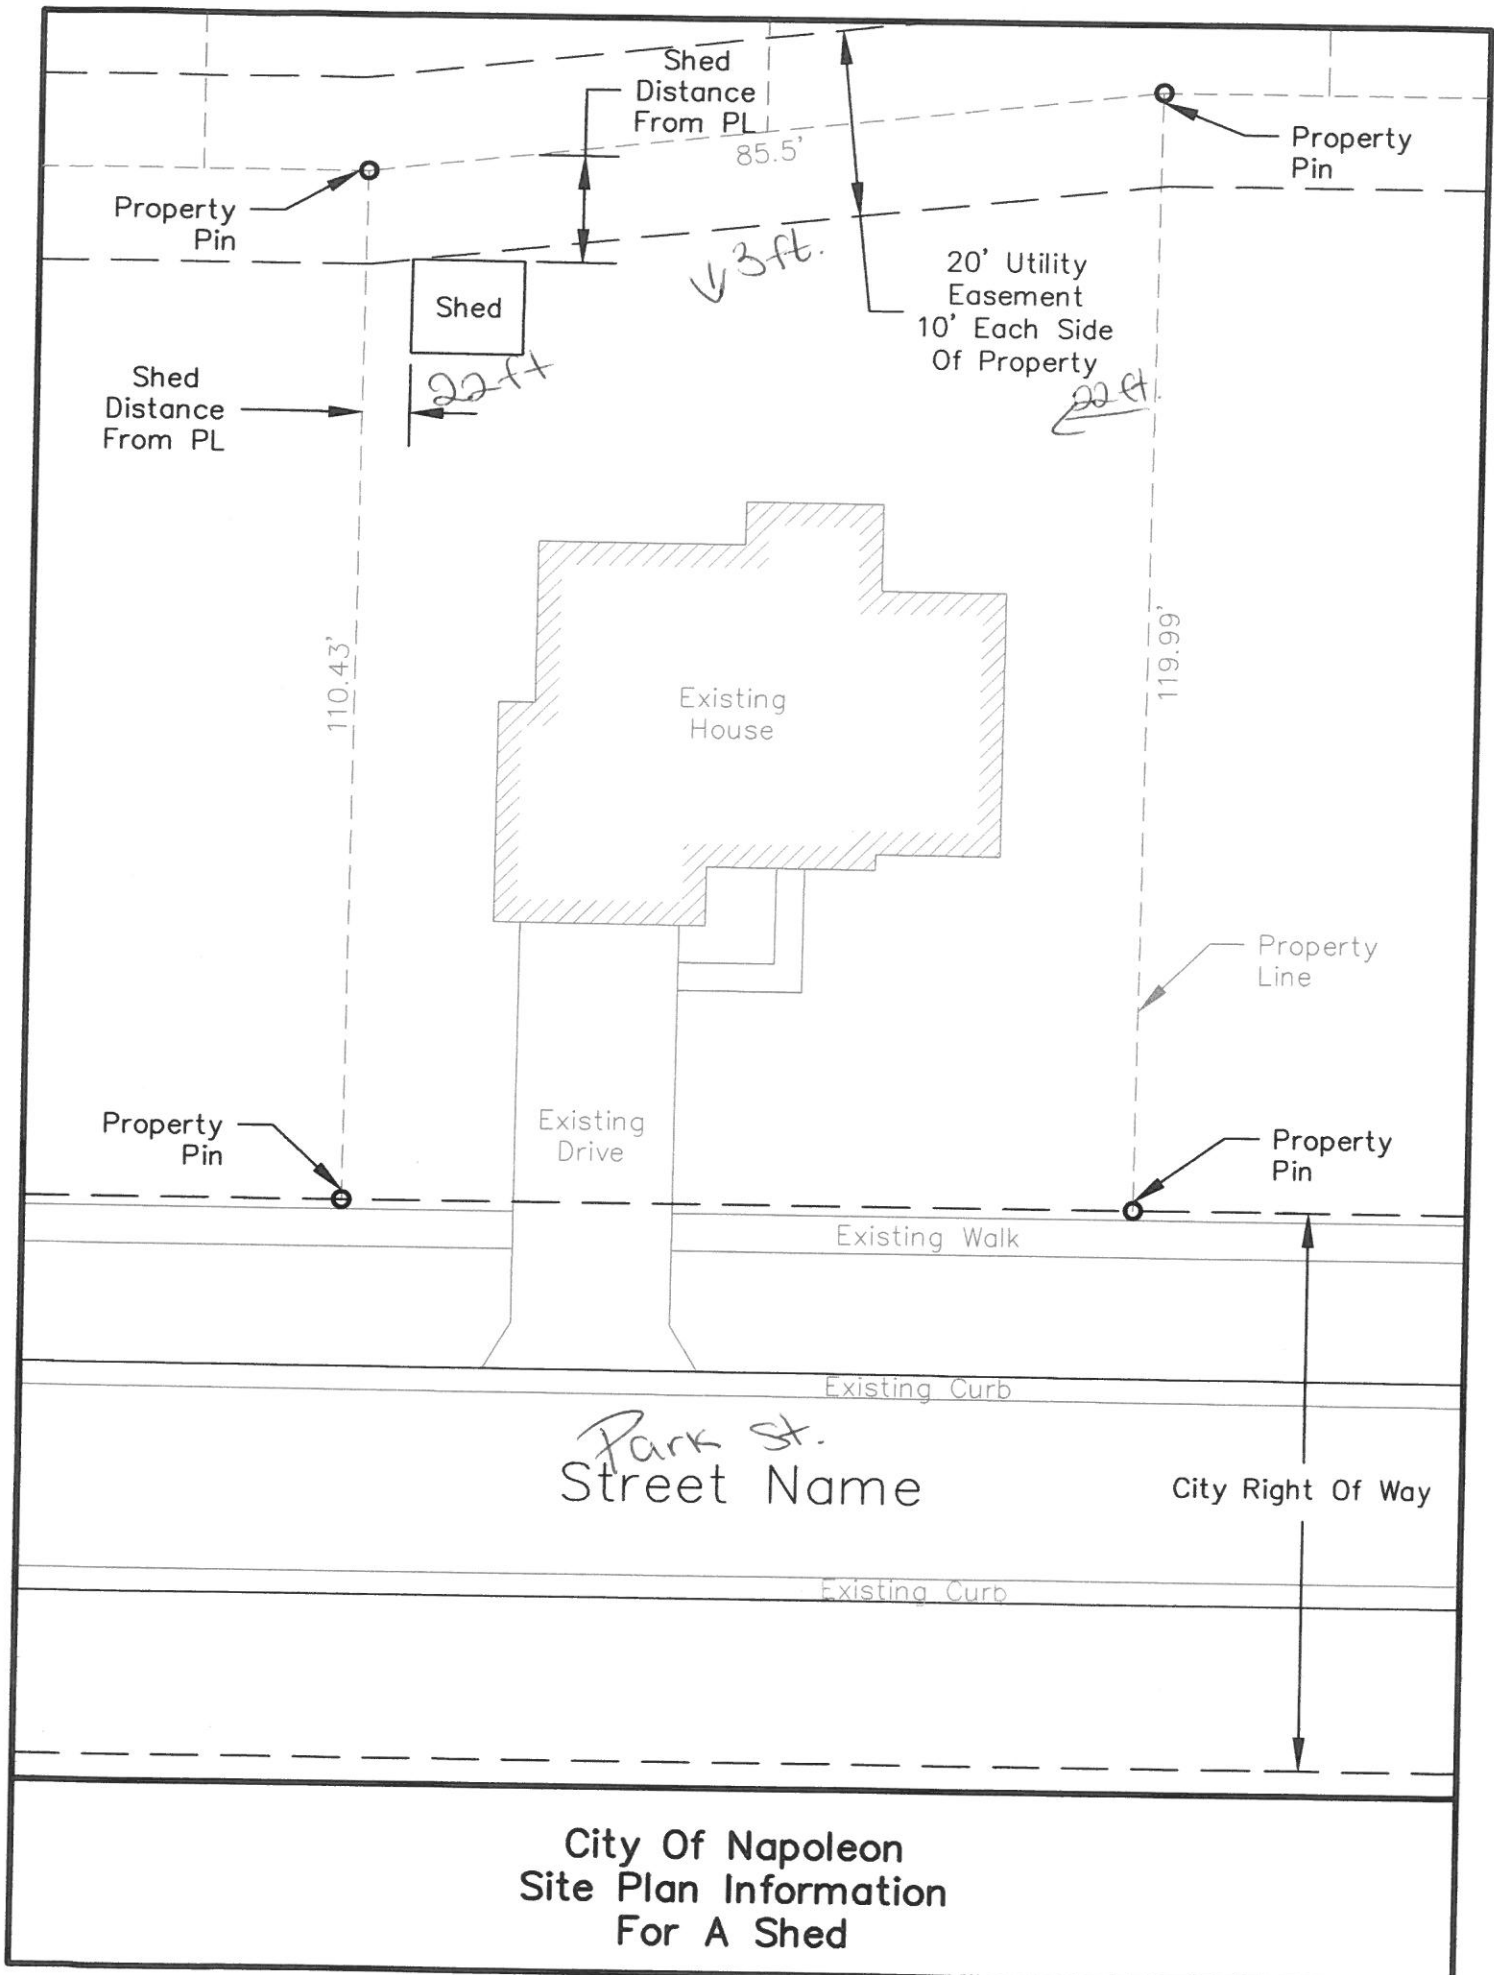 Shed
Distance
From PL
85.5'
Property
Pin
Property
Pin
3 ft.
20' Utility
Easement
10' Each Side
Of Property
Shed
22 ft
22 ft
Shed
Distance
From PL
110.43'
119.99'
Existing
House
Property
Line
Property
Pin
Existing
Drive
Property
Pin
Existing Walk
Existing Curb
Park St.
Street Name
City Right Of Way
Existing Curb
City Of Napoleon
Site Plan Information
For A Shed